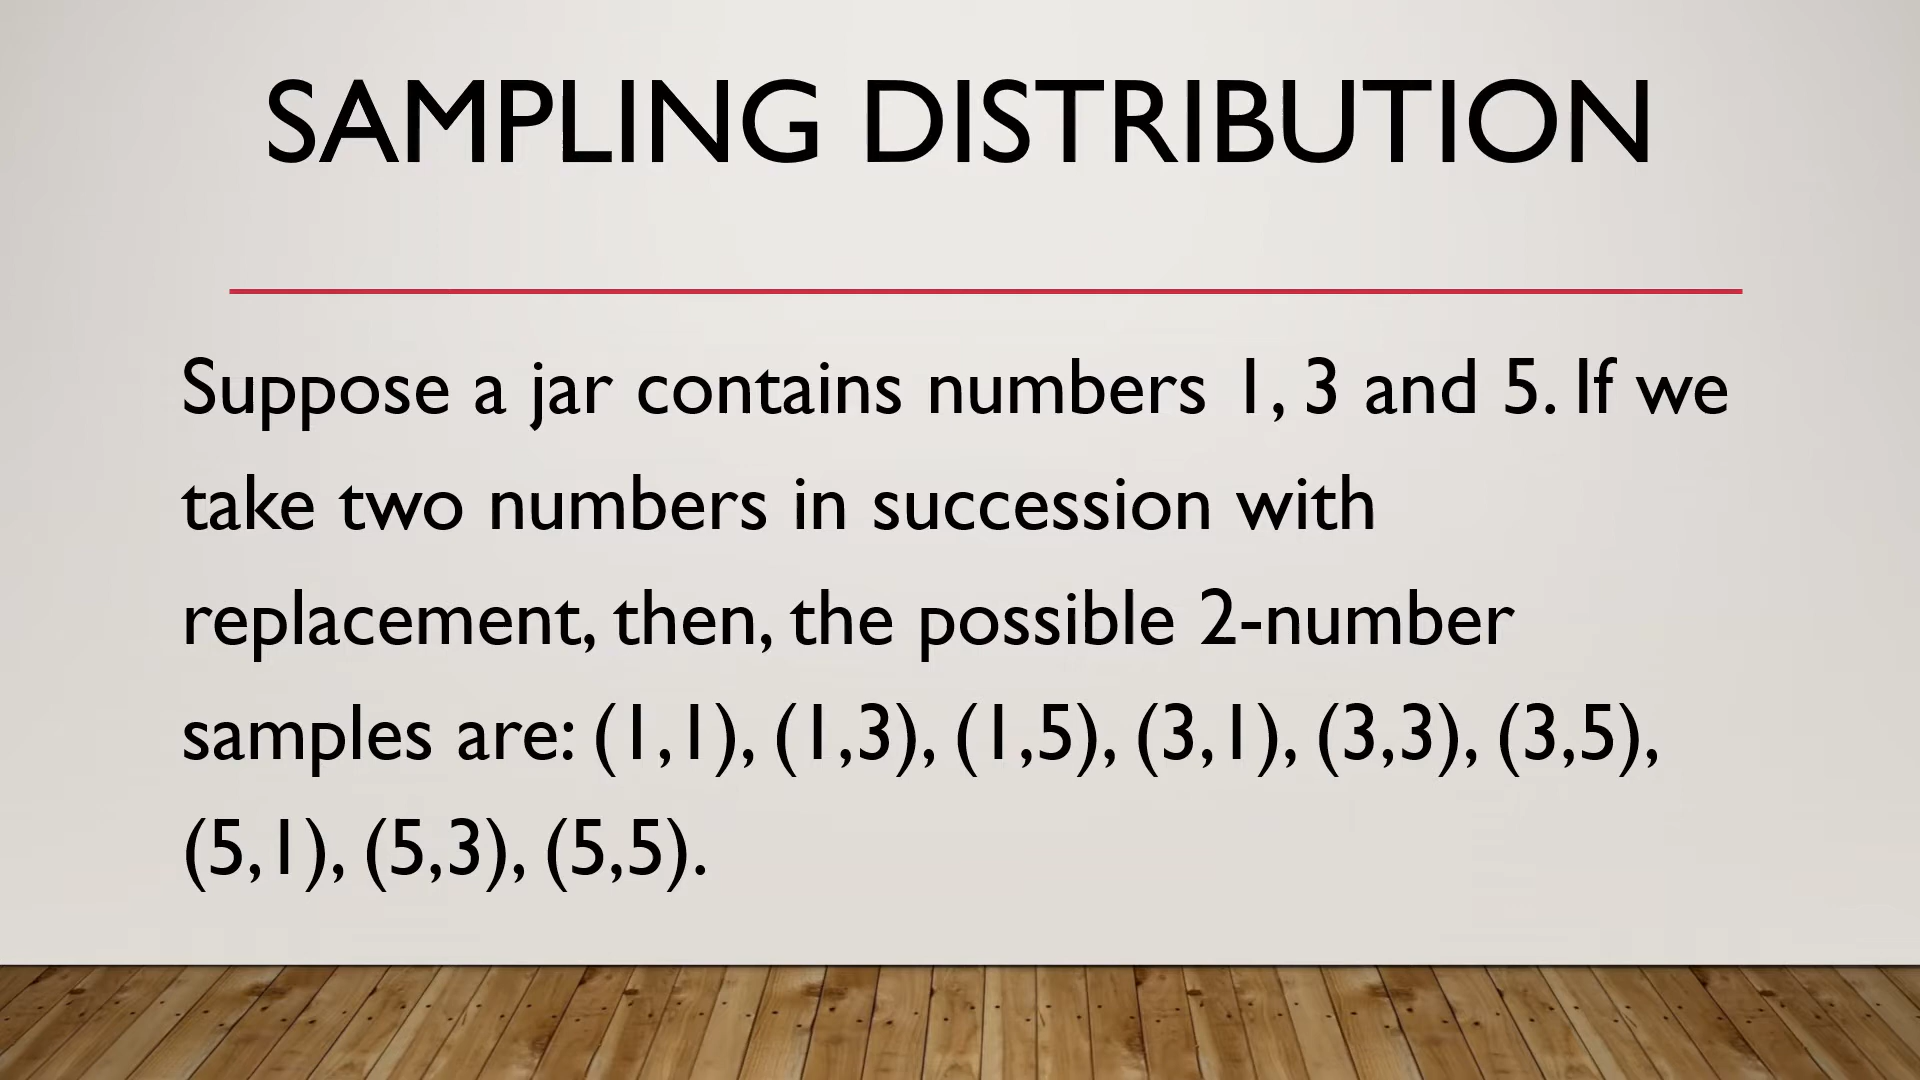 SAMPLING DISTRIBUTION
Suppose a jar contains numbers 1, 3 and 5. If we
take two numbers in succession with
replacement, then, the possible 2-number
samples are: (1,1), (1,3), (1,5), (3,1), (3,3), (3,5),
(5,1), (5,3), (5,5).